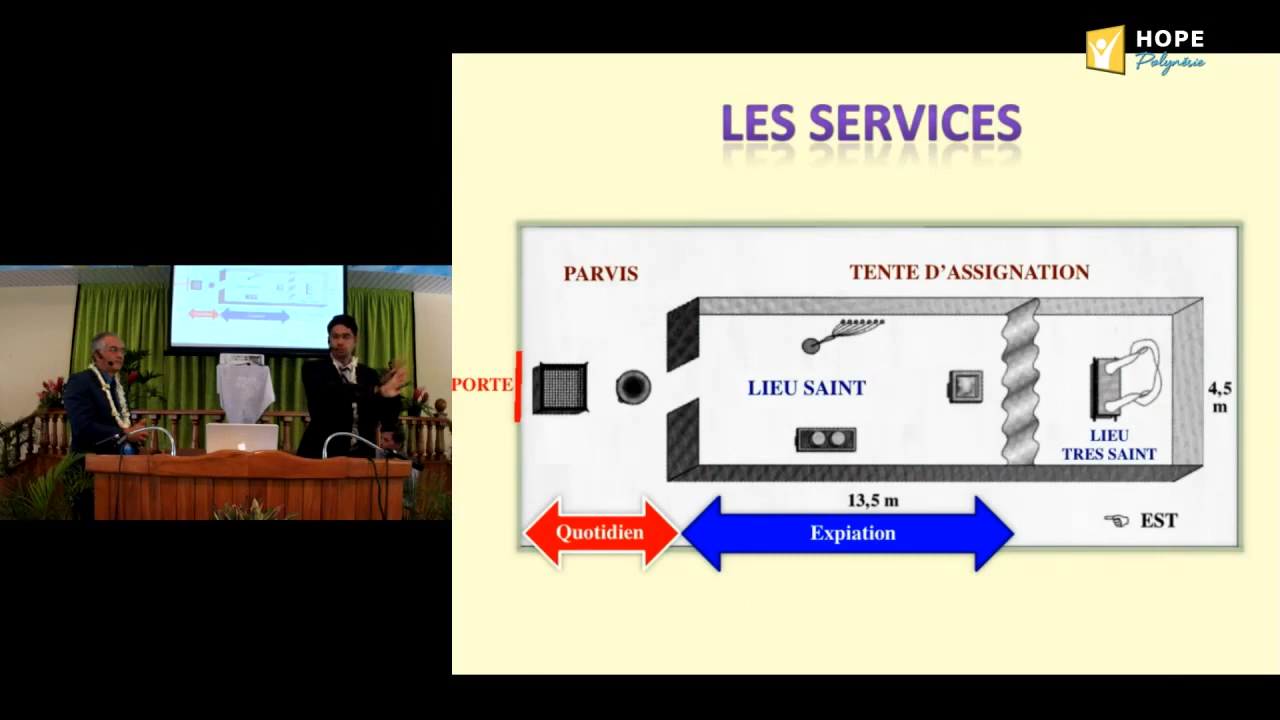 HOPE
Polynésie
LES SERVICES
PARVIS
TENTE D'ASSIGNATION
PORTE
LIEU SAINT
4,5
m
LIEU
TRES SAINT
13,5 m
EST
Quotidien
Expiation